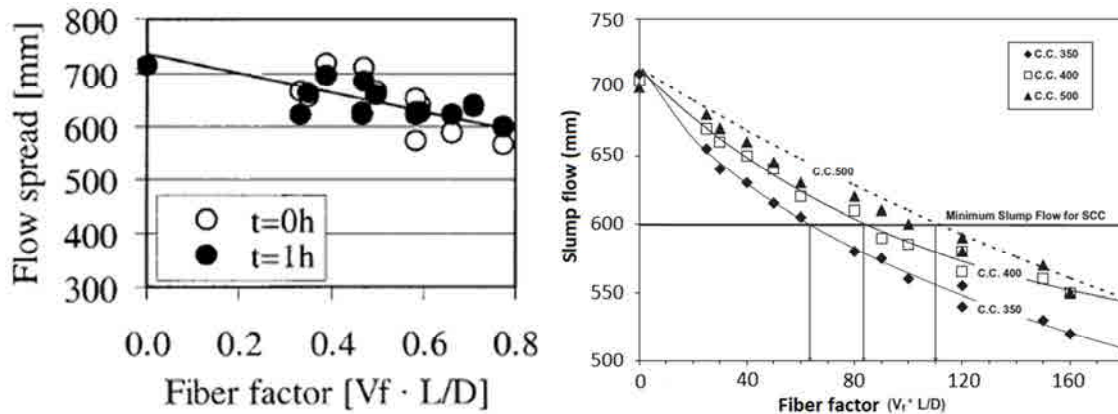 800
700
600
500
400
300
Flow spread [mm]
t=0h
t=1h
0.0 0.2 0.4 0.6 0.8
Fiber factor [Vf · L/D]
750
700
650
600
550
500
Slump flow (mm)
C.C. 350
C.C. 400
C.C. 500
C.C.500
Minimum Slump Flow for SCC
C.C. 400
C.C. 350
0 40 80 120 160
Fiber factor (Vf* L/D)